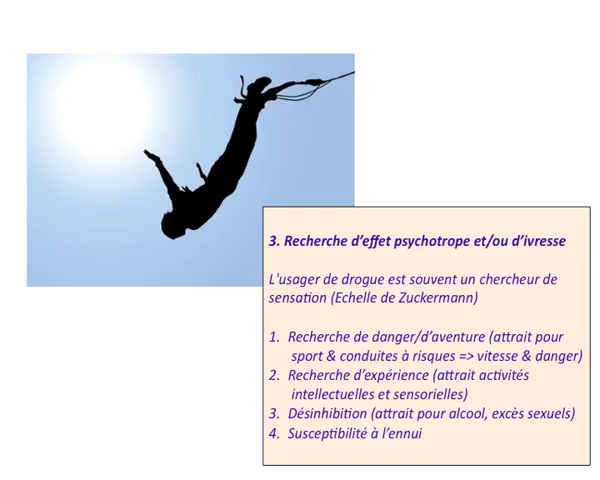 3. Recherche d’effet psychotrope et/ou d’ivresse
L'usager de drogue est souvent un chercheur de
sensation (Echelle de Zuckermann)
1. Recherche de danger/d’aventure (attrait pour
sport & conduites à risques => vitesse & danger)
2. Recherche d’expérience (attrait activités
intellectuelles et sensorielles)
3. Désinhibition (attrait pour alcool, excès sexuels)
4. Susceptibilité à l’ennui